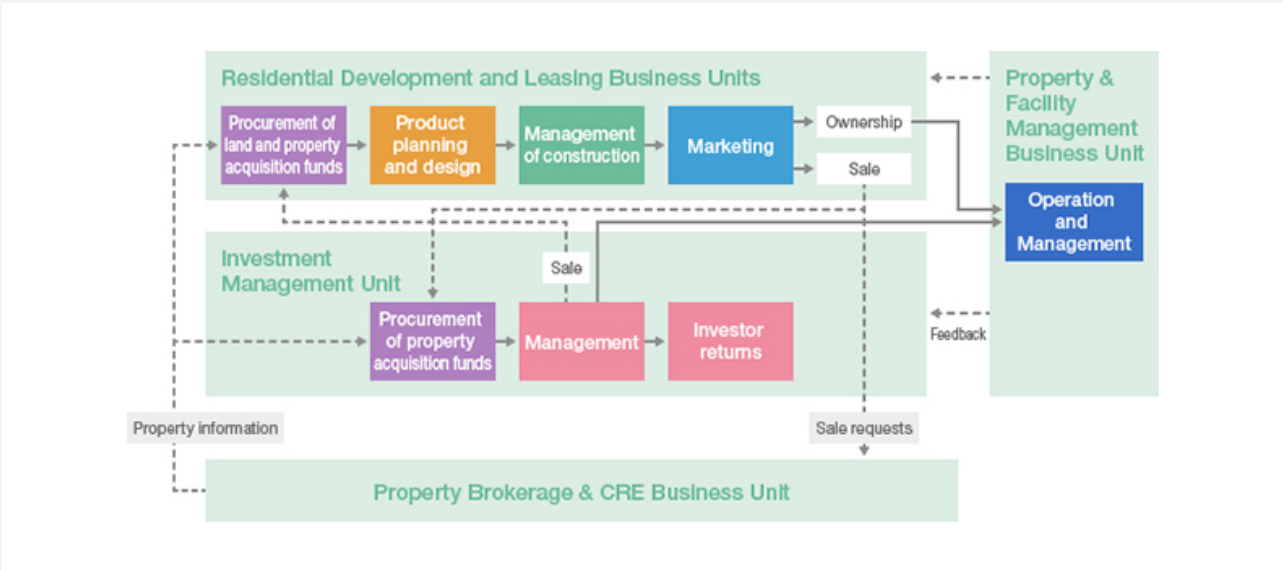 Residential Development and Leasing Business Units
Procurement of
land and property
acquisition funds
Product
planning
and design
Management
of construction
Marketing
Ownership
Sale
Property &
Facility
Management
Business Unit
Operation
and
Management
Investment
Management Unit
Sale
Procurement
of property
acquisition funds
Management
Investor
returns
Feedback
Property information
Sale requests
Property Brokerage & CRE Business Unit